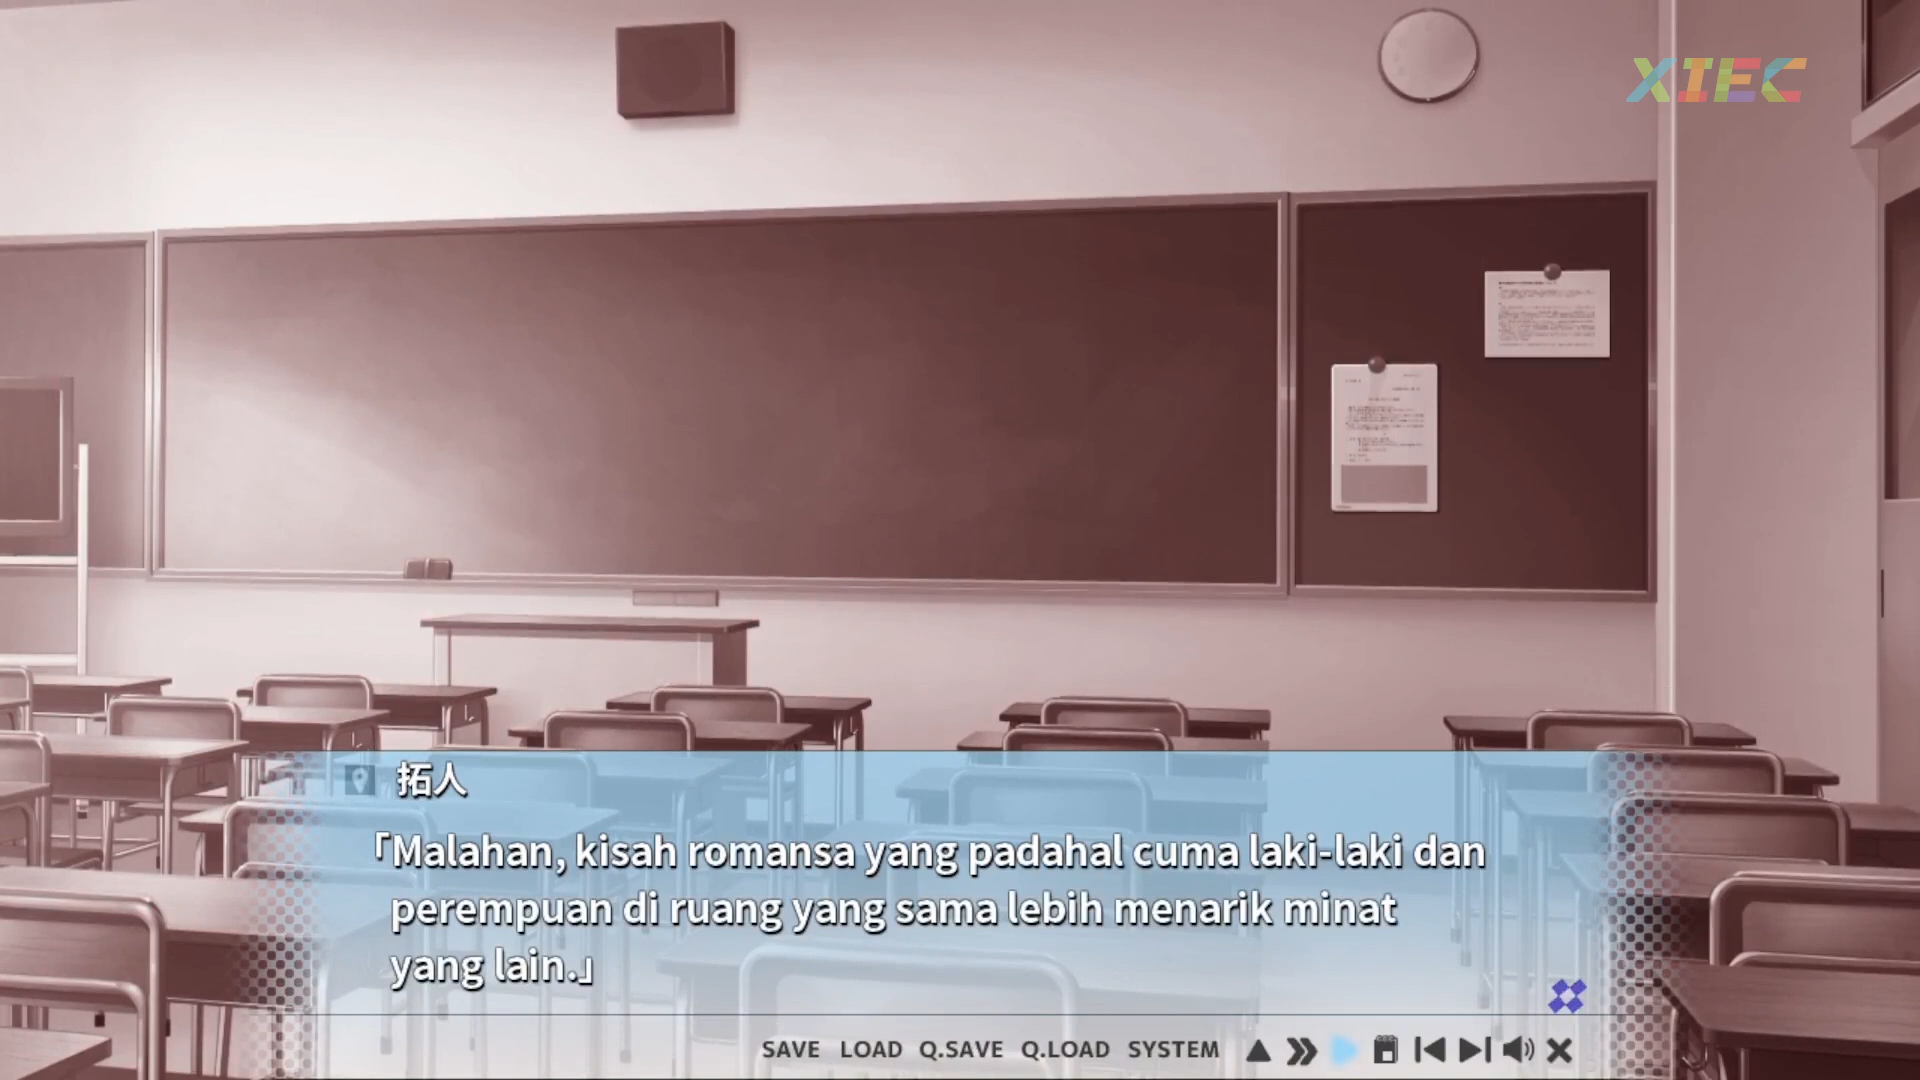 XIEC
拓人
「Malahan, kisah romansa yang padahal cuma laki-laki dan
perempuan di ruang yang sama lebih menarik minat
yang lain.」
SAVE LOAD Q.SAVE Q.LOAD SYSTEM